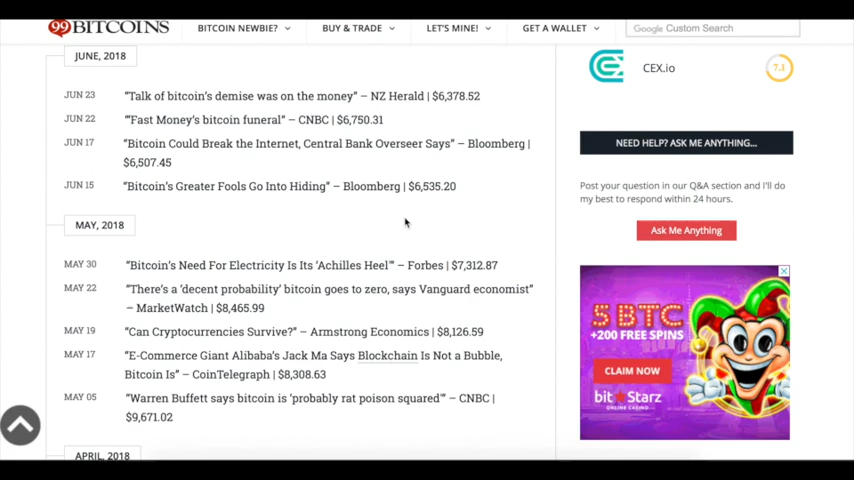 99BITCOINS
BITCOIN NEWBIE?
BUY & TRADE
LET'S MINE!
GET A WALLET
Google Custom Search
JUNE, 2018
JUN 23 "Talk of bitcoin's demise was on the money" – NZ Herald | $6,378.52
JUN 22 "'Fast Money's bitcoin funeral" – CNBC | $6,750.31
JUN 17 "Bitcoin Could Break the Internet, Central Bank Overseer Says" – Bloomberg |
$6,507.45
JUN 15 "Bitcoin's Greater Fools Go Into Hiding" – Bloomberg | $6,535.20
MAY, 2018
MAY 30 "Bitcoin's Need For Electricity Is Its 'Achilles Heel'" – Forbes | $7,312.87
MAY 22 "There's a 'decent probability' bitcoin goes to zero, says Vanguard economist"
– MarketWatch | $8,465.99
MAY 19 "Can Cryptocurrencies Survive?" – Armstrong Economics | $8,126.59
MAY 17 "E-Commerce Giant Alibaba's Jack Ma Says Blockchain Is Not a Bubble,
Bitcoin Is" – CoinTelegraph | $8,308.63
MAY 05 "Warren Buffett says bitcoin is 'probably rat poison squared'" – CNBC |
$9,671.02
APRIL, 2018
CEX.io
7.1
NEED HELP? ASK ME ANYTHING...
Post your question in our Q&A section and I'll do
my best to respond within 24 hours.
Ask Me Anything
5 BTC
+200 FREE SPINS
CLAIM NOW
bitStarz
ONLINE CASINO